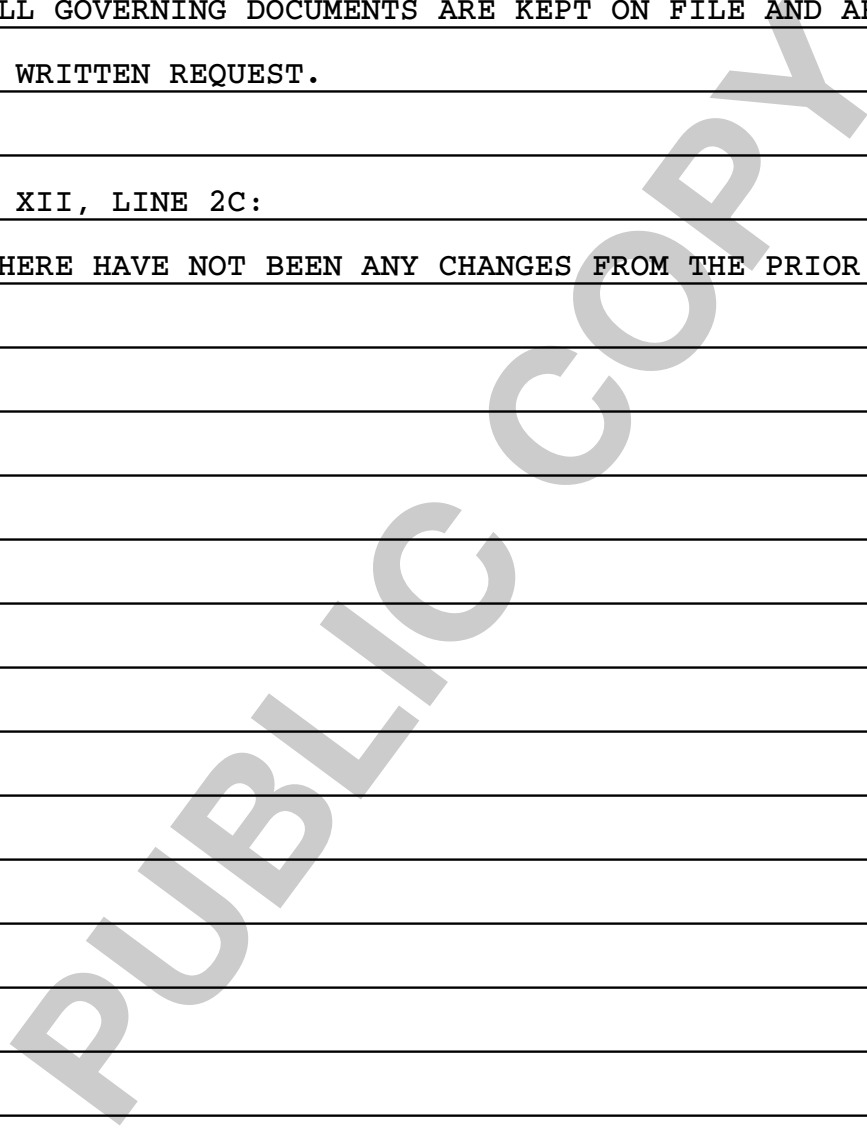 LL GOVERNING DOCUMENTS ARE KEPT ON FILE AND
WRITTEN REQUEST.
XII, LINE 2C:
HERE HAVE NOT BEEN ANY CHANGES FROM THE PRIOR
PUBLIC COPY